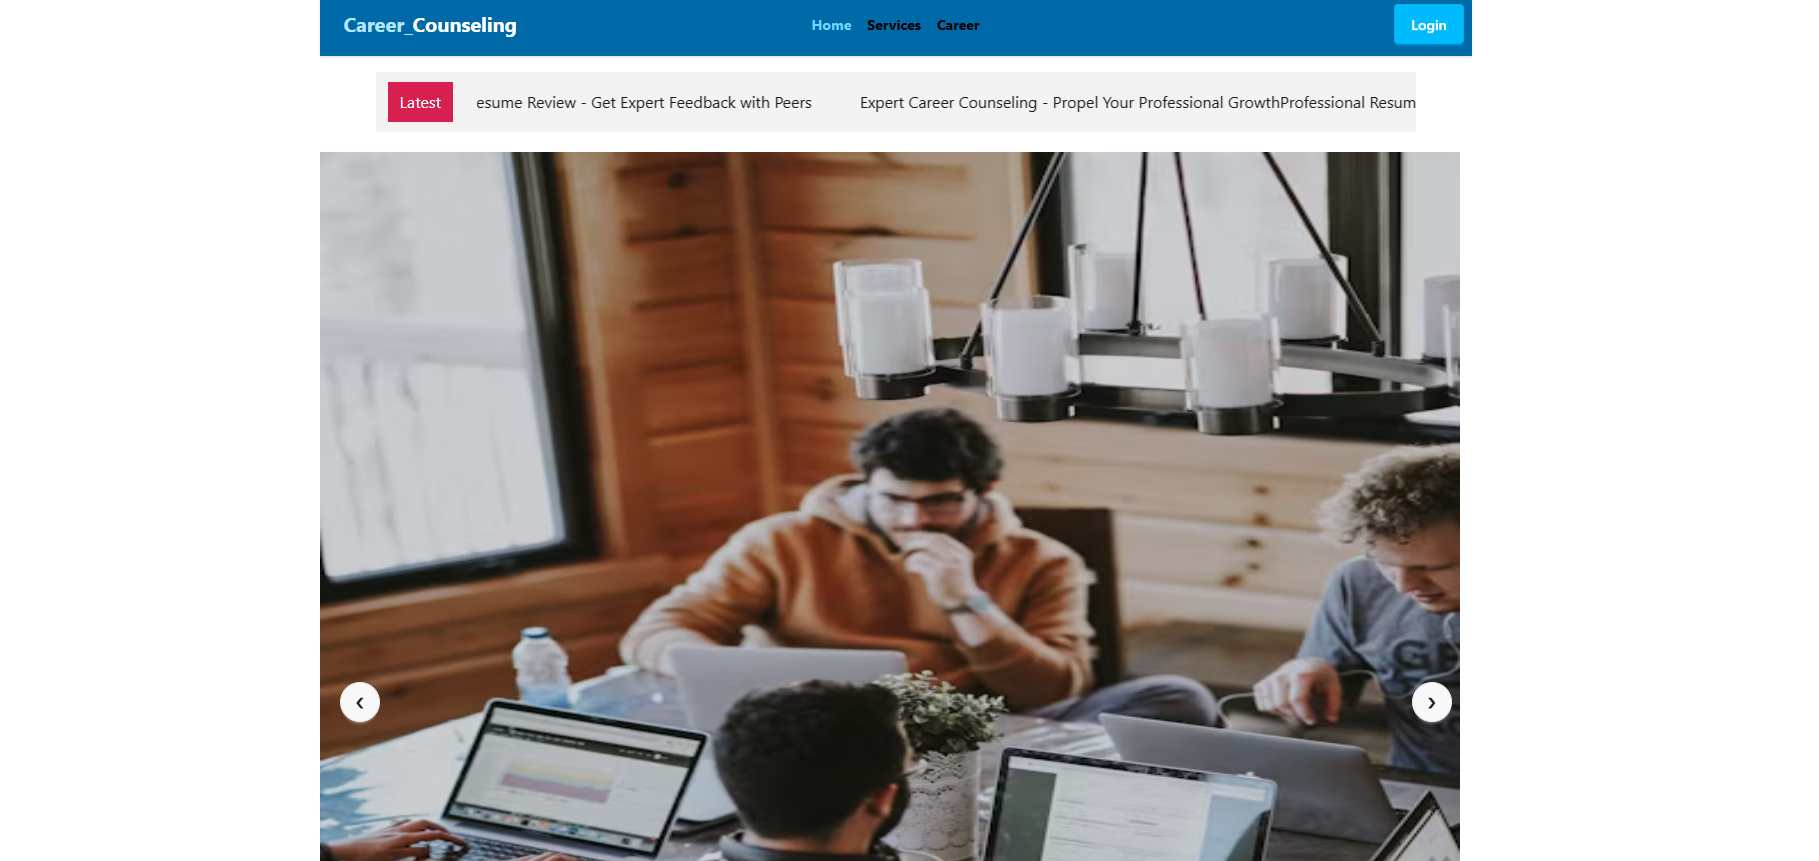 Career_Counseling
Home Services Career
Login
Latest
esume Review - Get Expert Feedback with Peers
Expert Career Counseling - Propel Your Professional GrowthProfessional Resum